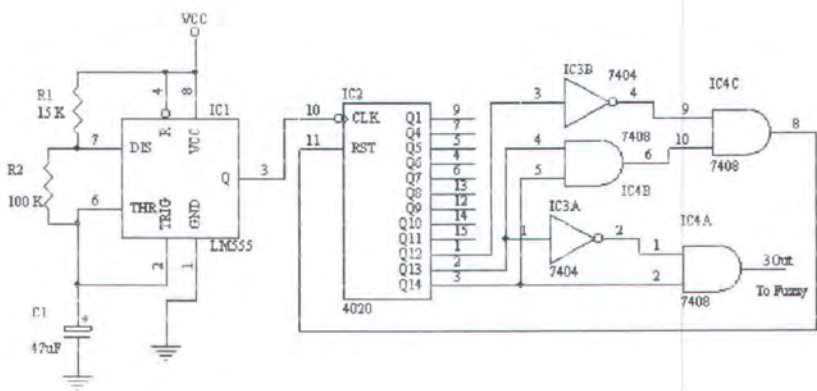 VCC
R1
15 K
4
8
IC1
R
VCC
7
DIS
R2
100 K
6
THR
TRIG
GND
Q
3
LM555
2
1
C1
+
47uF
IC2
10
CLK
11
RST
Q1 9
Q4 7
Q5 5
Q6 4
Q7 6
Q8 13
Q9 12
Q10 14
Q11 15
Q12 1
Q13 2
Q14 3
4020
IC3B
7404
3
4
IC4C
9
10
8
7408
7408
4
5
6
IC4B
IC3A
1
2
7404
IC4A
1
2
3 Out
7408
To Fuzzy